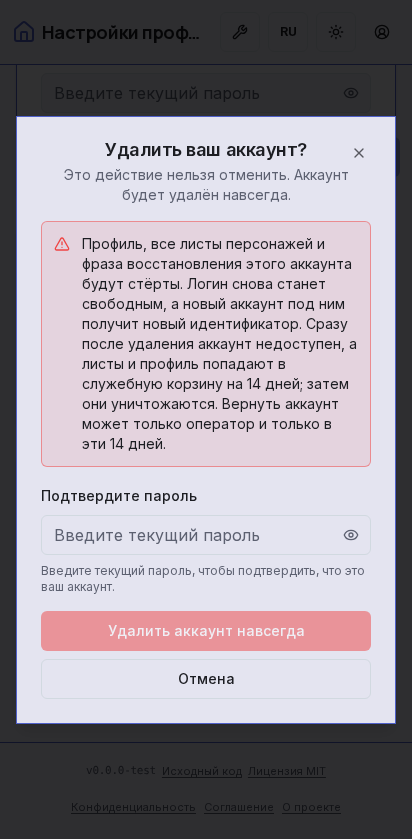 Настройки проф...
RU
Введите текущий пароль
Удалить ваш аккаунт?
Это действие нельзя отменить. Аккаунт
будет удалён навсегда.
Профиль, все листы персонажей и
фраза восстановления этого аккаунта
будут стёрты. Логин снова станет
свободным, а новый аккаунт под ним
получит новый идентификатор. Сразу
после удаления аккаунт недоступен, а
листы и профиль попадают в
служебную корзину на 14 дней; затем
они уничтожаются. Вернуть аккаунт
может только оператор и только в
эти 14 дней.
Подтвердите пароль
Введите текущий пароль
Введите текущий пароль, чтобы подтвердить, что это
ваш аккаунт.
Удалить аккаунт навсегда
Отмена
v0.0.0-test Исходный код Лицензия MIT
Конфиденциальность Соглашение О проекте